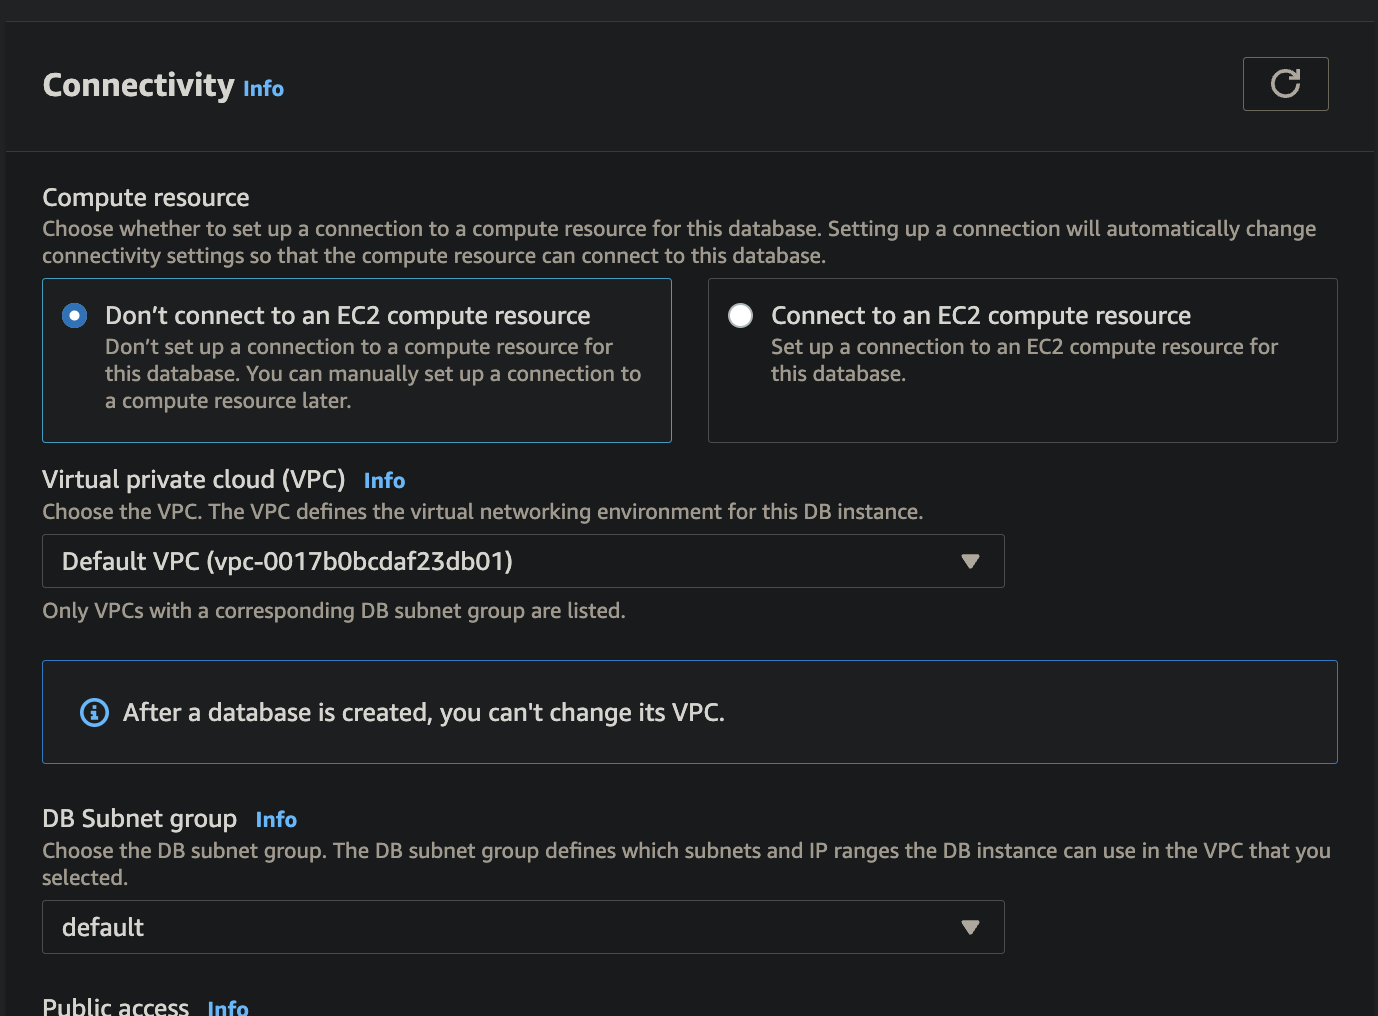 Connectivity Info
Compute resource
Choose whether to set up a connection to a compute resource for this database. Setting up a connection will automatically change
connectivity settings so that the compute resource can connect to this database.
Don’t connect to an EC2 compute resource
Don’t set up a connection to a compute resource for
this database. You can manually set up a connection to
a compute resource later.
Connect to an EC2 compute resource
Set up a connection to an EC2 compute resource for
this database.
Virtual private cloud (VPC) Info
Choose the VPC. The VPC defines the virtual networking environment for this DB instance.
Default VPC (vpc-0017b0bcdaf23db01)
Only VPCs with a corresponding DB subnet group are listed.
After a database is created, you can't change its VPC.
DB Subnet group Info
Choose the DB subnet group. The DB subnet group defines which subnets and IP ranges the DB instance can use in the VPC that you
selected.
default
Public access Info